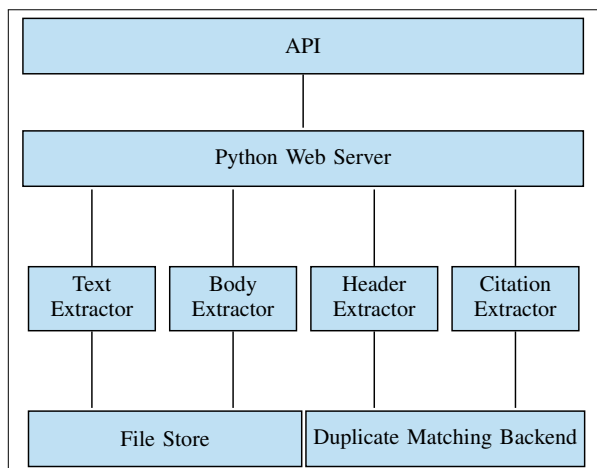 API
Python Web Server
Text
Extractor
Body
Extractor
Header
Extractor
Citation
Extractor
File Store
Duplicate Matching Backend